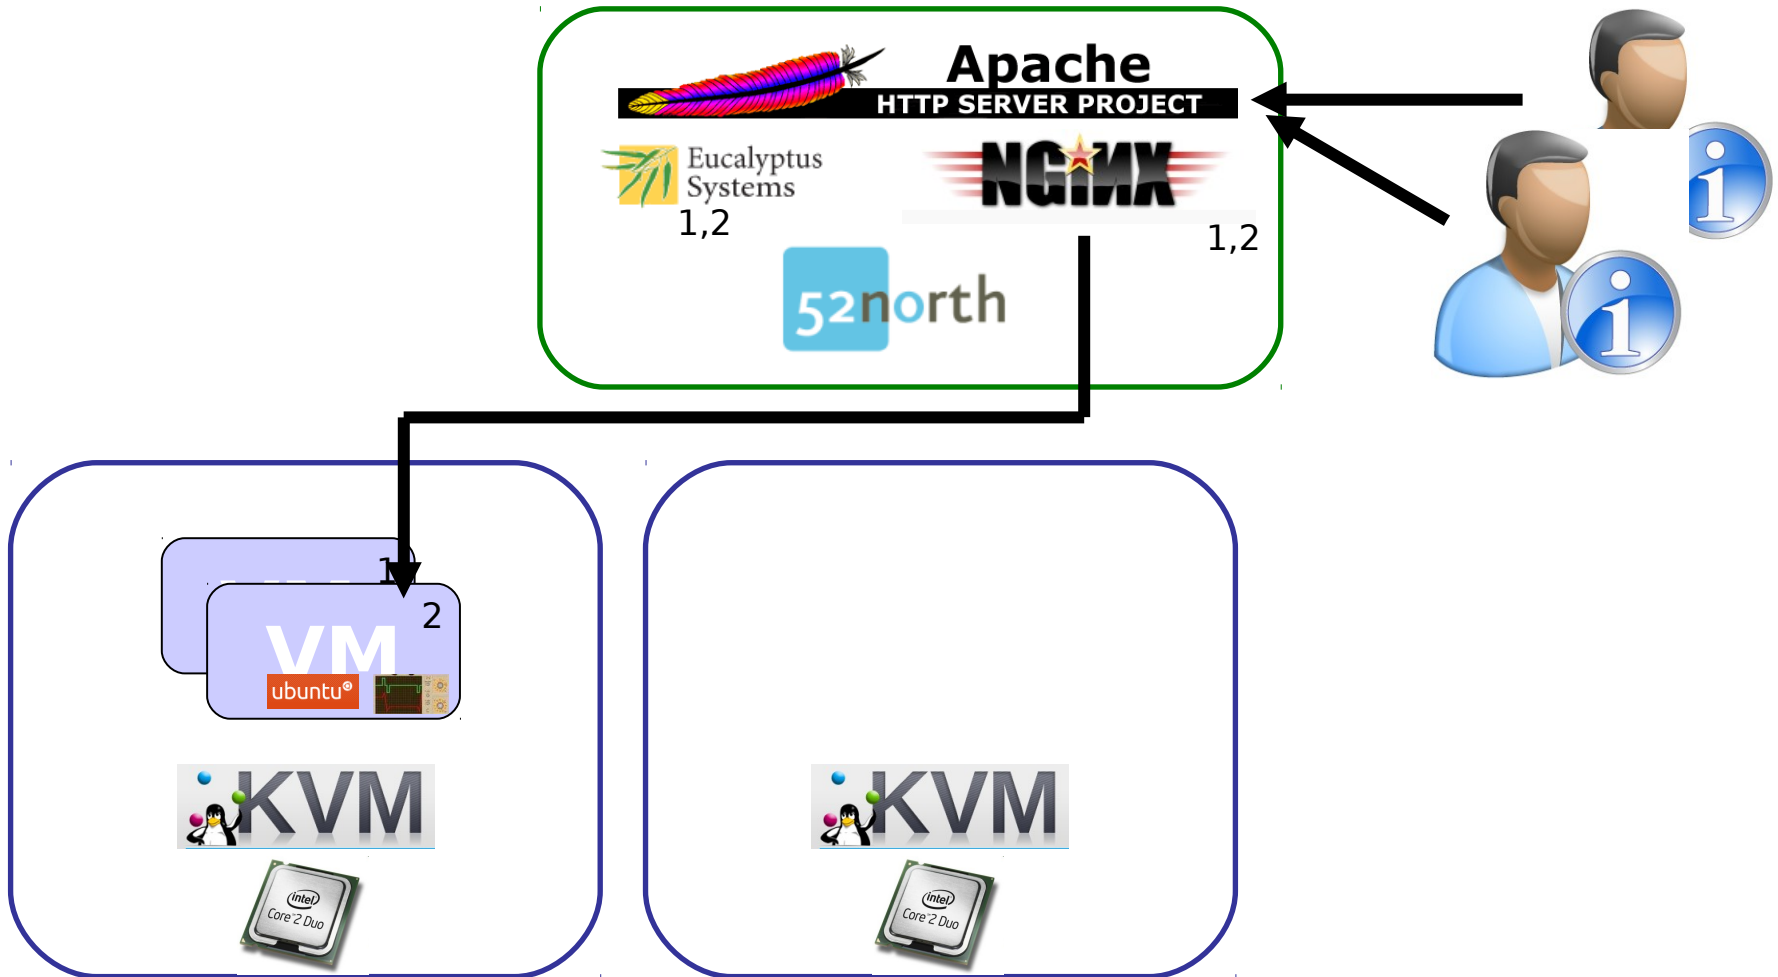 Apache
HTTP SERVER PROJECT
Eucalyptus
Systems
1,2
NGiNX
1,2
52north
i
i
1
2
VM
ubuntu
KVM
intel
Core 2 Duo
KVM
intel
Core 2 Duo